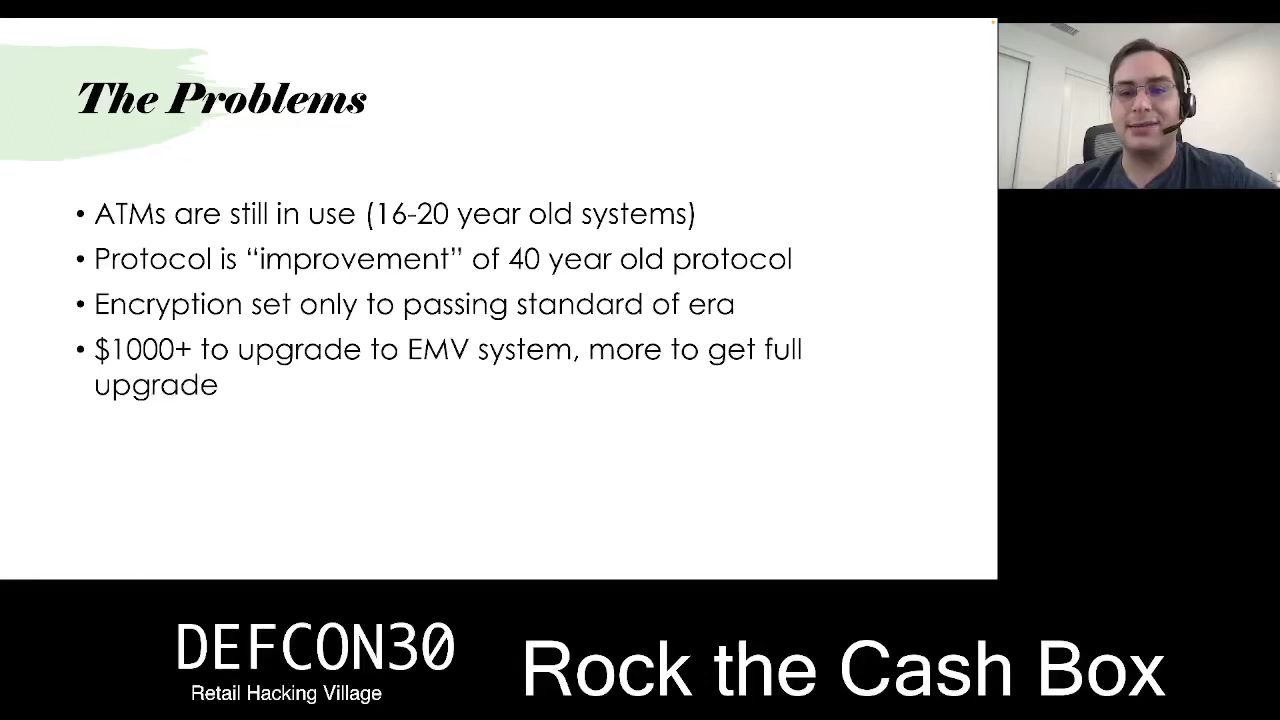 The Problems
• ATMs are still in use (16-20 year old systems)
• Protocol is “improvement” of 40 year old protocol
• Encryption set only to passing standard of era
• $1000+ to upgrade to EMV system, more to get full
upgrade
DEFCON30
Retail Hacking Village
Rock the Cash Box